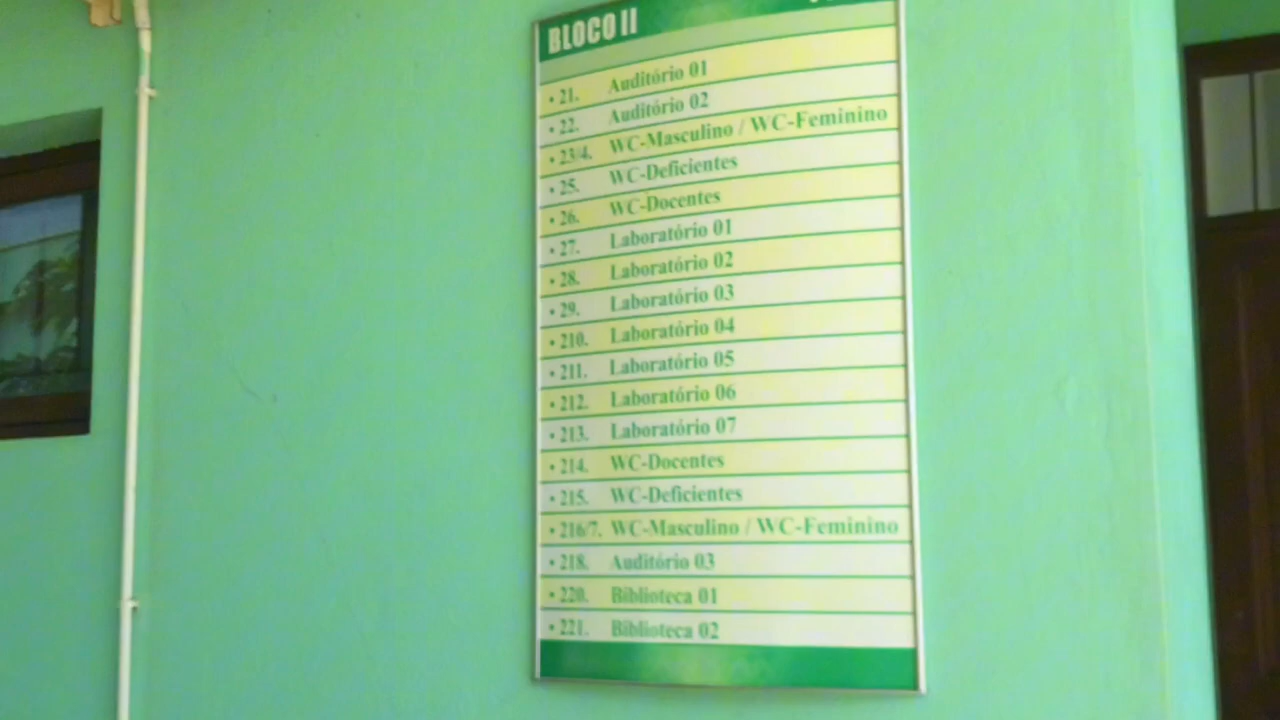 BLOCO II
• 21. Auditório 01
• 22. Auditório 02
• 23/4. WC-Masculino / WC-Feminino
• 25. WC-Deficientes
• 26. WC-Docentes
• 27. Laboratório 01
• 28. Laboratório 02
• 29. Laboratório 03
• 210. Laboratório 04
• 211. Laboratório 05
• 212. Laboratório 06
• 213. Laboratório 07
• 214. WC-Docentes
• 215. WC-Deficientes
• 216/7. WC-Masculino / WC-Feminino
• 218. Auditório 03
• 220. Biblioteca 01
• 221. Biblioteca 02